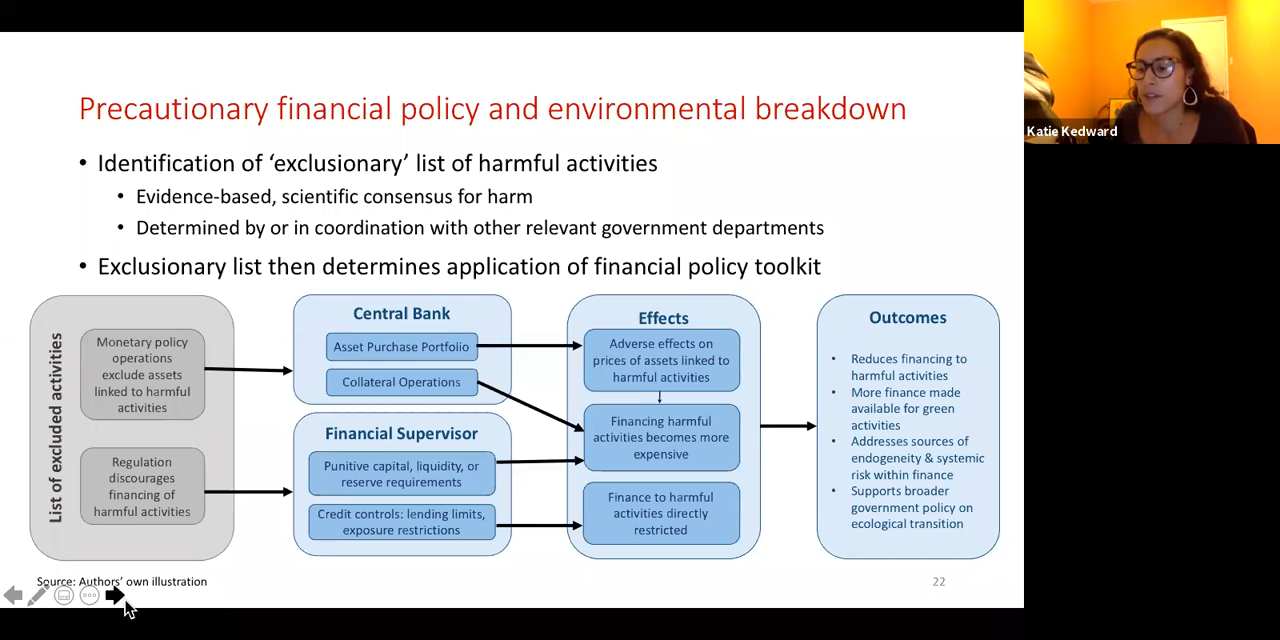 Precautionary financial policy and environmental breakdown
Katie Kedward
• Identification of ‘exclusionary’ list of harmful activities
• Evidence-based, scientific consensus for harm
• Determined by or in coordination with other relevant government departments
• Exclusionary list then determines application of financial policy toolkit
List of excluded activities
Monetary policy
operations
exclude assets
linked to harmful
activities
Regulation
discourages
financing of
harmful activities
Central Bank
Asset Purchase Portfolio
Collateral Operations
Financial Supervisor
Punitive capital, liquidity, or
reserve requirements
Credit controls: lending limits,
exposure restrictions
Effects
Adverse effects on
prices of assets linked to
harmful activities
Financing harmful
activities becomes more
expensive
Finance to harmful
activities directly
restricted
Outcomes
• Reduces financing to
harmful activities
• More finance made
available for green
activities
• Addresses sources of
endogeneity & systemic
risk within finance
• Supports broader
government policy on
ecological transition
Source: Authors’ own illustration
22